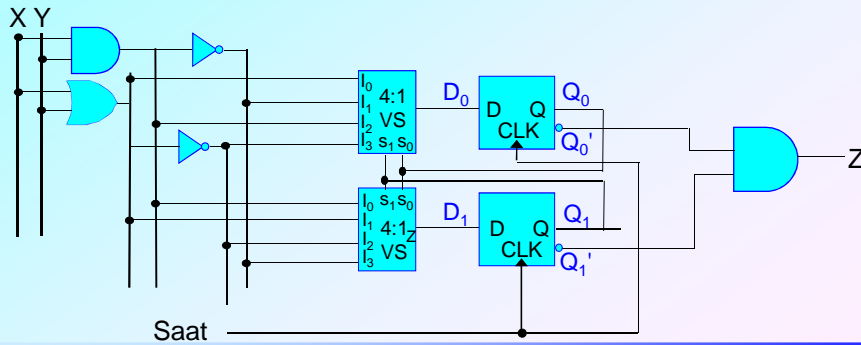 X Y
I0
I1
I2
I3
4:1
VS
s1 s0
D0
D Q
CLK
Q0
Q0'
Z
I0
I1
I2
I3
s1 s0
4:1
Z
VS
D1
D Q
CLK
Q1
Q1'
Saat